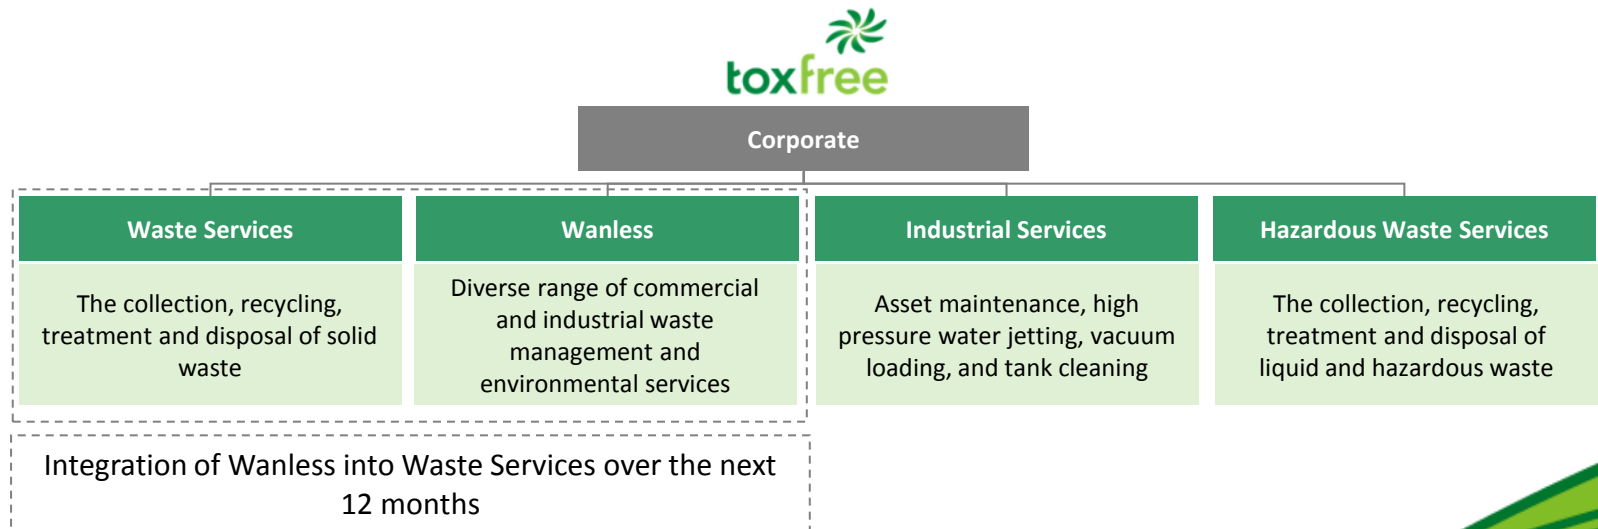 toxfree
Corporate
Waste Services
The collection, recycling,
treatment and disposal of solid
waste
Wanless
Diverse range of commercial
and industrial waste
management and
environmental services
Industrial Services
Asset maintenance, high
pressure water jetting, vacuum
loading, and tank cleaning
Hazardous Waste Services
The collection, recycling,
treatment and disposal of
liquid and hazardous waste
Integration of Wanless into Waste Services over the next
12 months